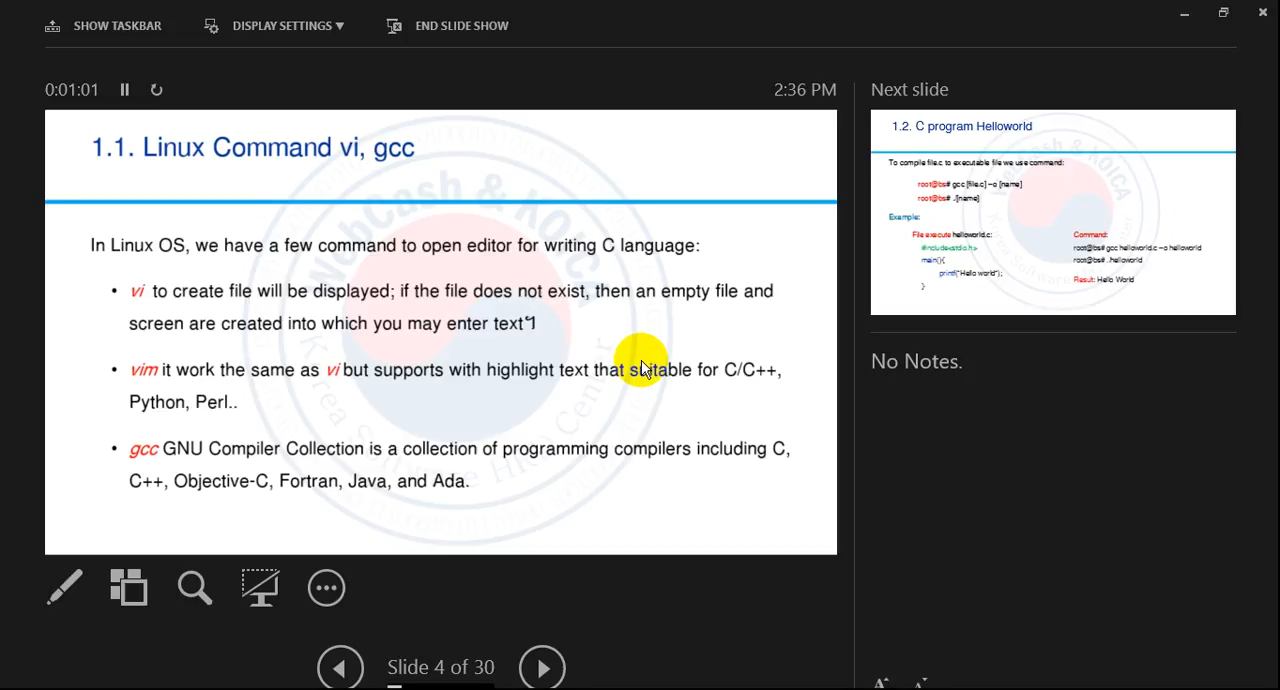 SHOW TASKBAR DISPLAY SETTINGS ▼ END SLIDE SHOW
0:01:01 2:36 PM
1.1. Linux Command vi, gcc
In Linux OS, we have a few command to open editor for writing C language:
• vi to create file will be displayed; if the file does not exist, then an empty file and
screen are created into which you may enter text។
• vim it work the same as vi but supports with highlight text that suitable for C/C++,
Python, Perl..
• gcc GNU Compiler Collection is a collection of programming compilers including C,
C++, Objective-C, Fortran, Java, and Ada.
WebCash & KOICA
Korea Software HRD Center
Slide 4 of 30
Next slide
1.2. C program Helloworld
To compile file.c to executable file we use command:
root@bs# gcc [file.c] –o [name]
root@bs# ./[name]
Example:
File execute helloworld.c:
#include<stdio.h>
main(){
printf("Hello world");
}
Command:
root@bs# gcc helloworld.c –o helloworld
root@bs# ./helloworld
Result: Hello World
No Notes.
A A